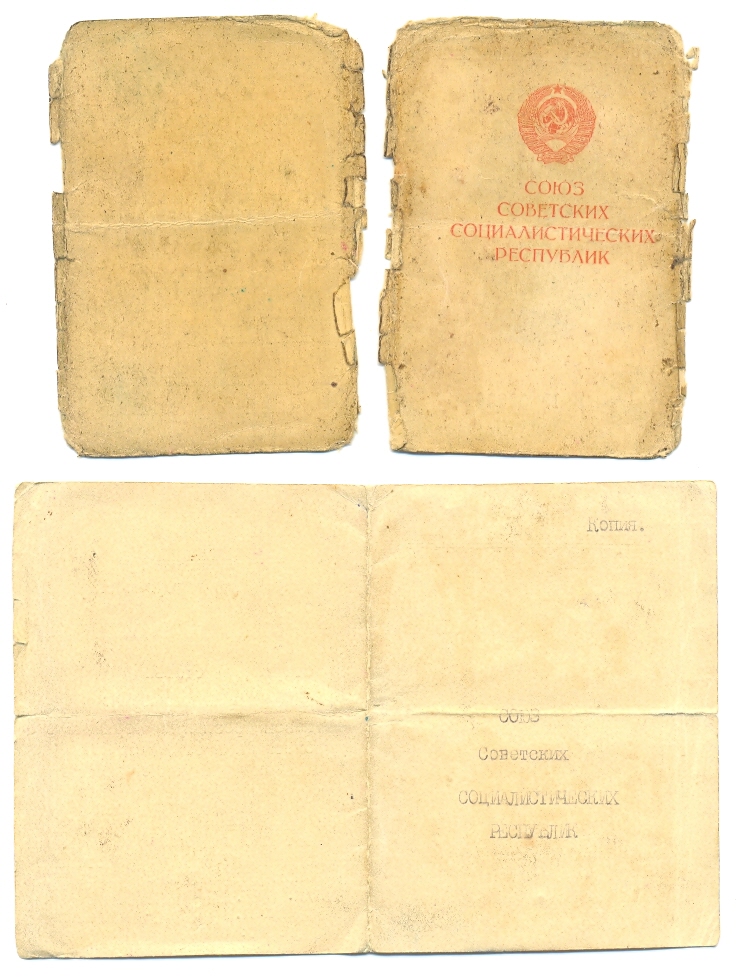 СОЮЗ
СОВЕТСКИХ
СОЦИАЛИСТИЧЕСКИХ
РЕСПУБЛИК
Копия.
СОЮЗ
Советских
СОЦИАЛИСТИЧЕСКИХ
РЕСПУБЛИК